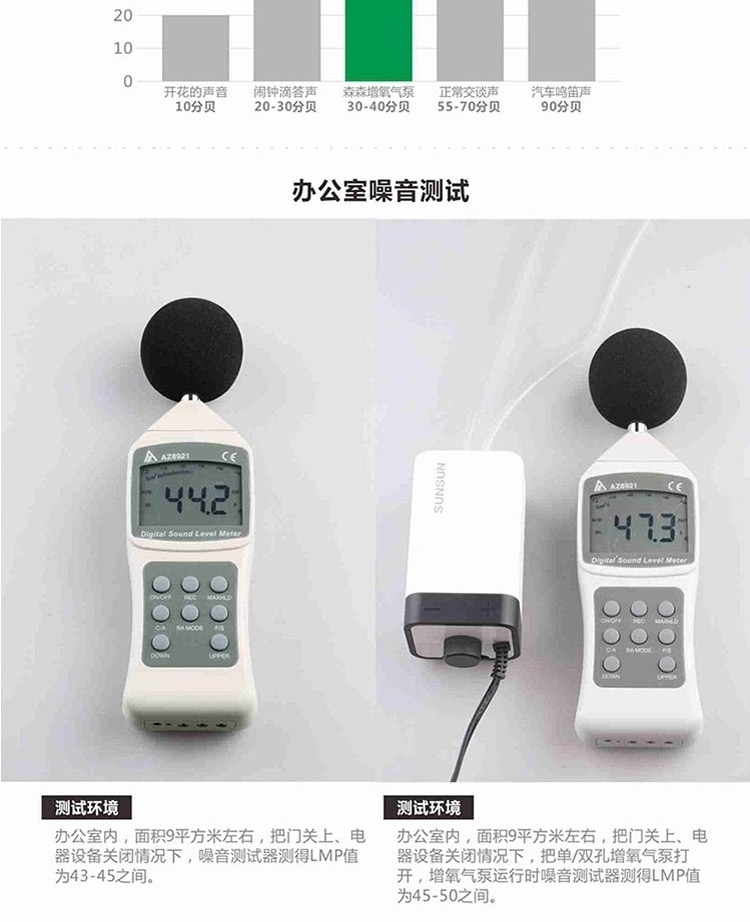 20
10
0
开花的声音 闹钟滴答声 森森增氧气泵 正常交谈声 汽车鸣笛声
10分贝 20-30分贝 30-40分贝 55-70分贝 90分贝
办公室噪音测试
AZ8921 CE
44.2
Digital Sound Level Meter
ON/OFF REC MAXHLD
C/A BA MODE F/S
DOWN UPPER
SUNSUN
AZ8921 CE
47.3
Digital Sound Level Meter
ON/OFF REC MAXHLD
C/A BA MODE F/S
DOWN UPPER
测试环境
办公室内，面积9平方米左右，把门关上、电
器设备关闭情况下，噪音测试器测得LMP值
为43-45之间。
测试环境
办公室内，面积9平方米左右，把门关上、电
器设备关闭情况下，把单/双孔增氧气泵打
开，增氧气泵运行时噪音测试器测得LMP值
为45-50之间。